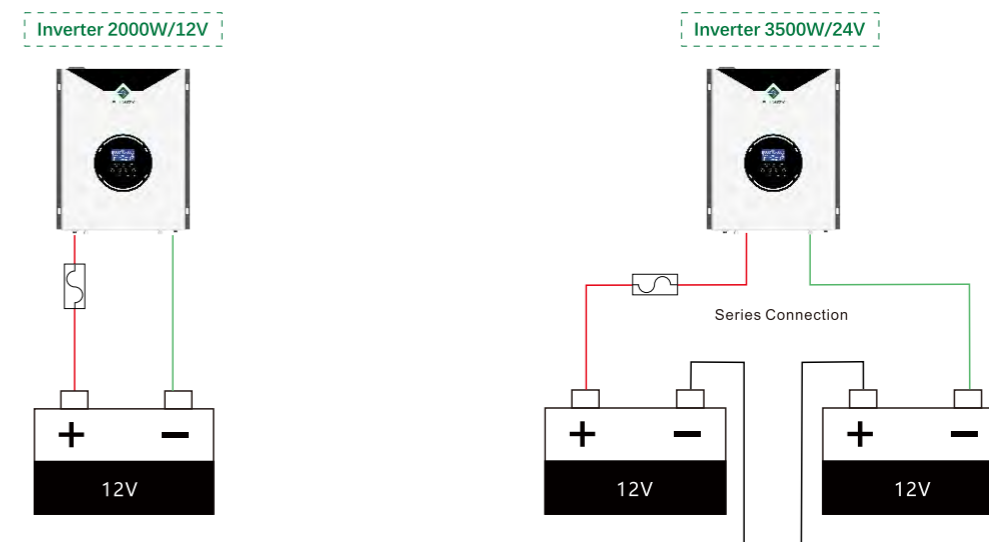 Inverter 2000W/12V
Inverter 3500W/24V
Series Connection
+
−
12V
+
−
12V
+
−
12V